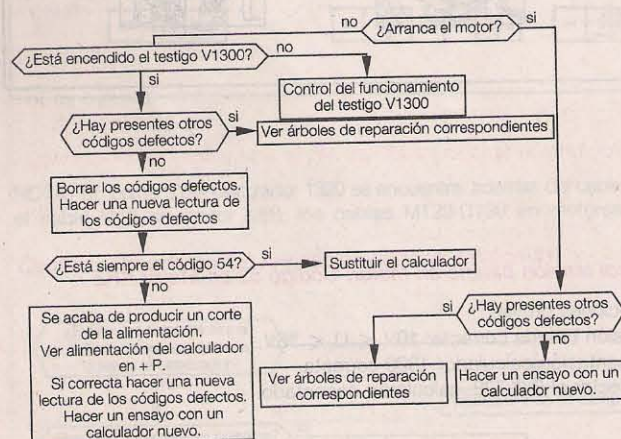 no
¿Arranca el motor?
si
¿Está encendido el testigo V1300?
no
si
Control del funcionamiento
del testigo V1300
¿Hay presentes otros
códigos defectos?
si
Ver árboles de reparación correspondientes
no
Borrar los códigos defectos.
Hacer una nueva lectura de
los códigos defectos
¿Está siempre el código 54?
si
Sustituir el calculador
no
Se acaba de producir un corte
de la alimentación.
Ver alimentación del calculador
en + P.
Si correcta hacer una nueva
lectura de los códigos defectos.
Hacer un ensayo con un
calculador nuevo.
si
¿Hay presentes otros
códigos defectos?
no
Ver árboles de reparación
correspondientes
Hacer un ensayo con un
calculador nuevo.